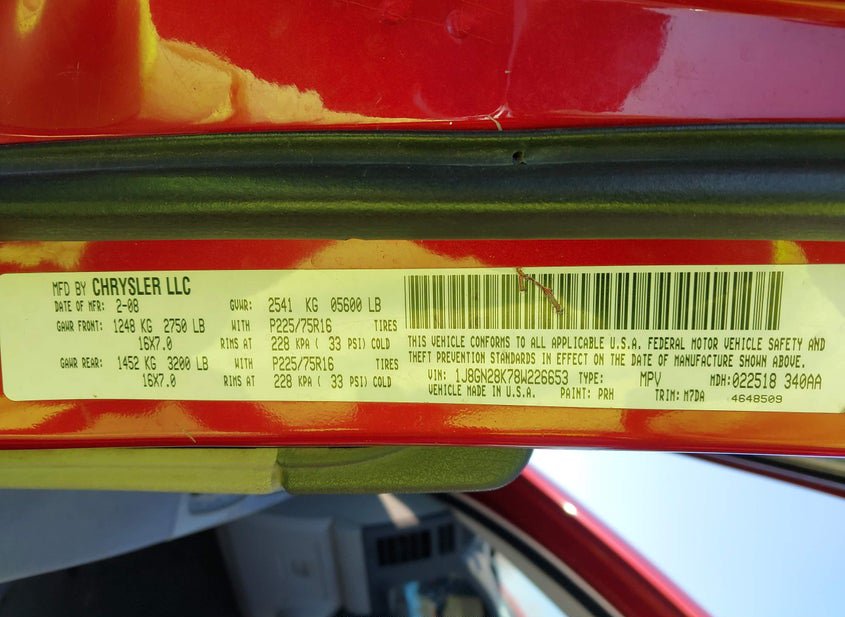 MFD BY CHRYSLER LLC
DATE OF MFR: 2-08 GVWR: 2541 KG 05600 LB
GAWR FRONT: 1248 KG 2750 LB WITH P225/75R16 TIRES
16X7.0 RIMS AT 228 KPA ( 33 PSI) COLD
GAWR REAR: 1452 KG 3200 LB WITH P225/75R16 TIRES
16X7.0 RIMS AT 228 KPA ( 33 PSI) COLD
THIS VEHICLE CONFORMS TO ALL APPLICABLE U.S.A. FEDERAL MOTOR VEHICLE SAFETY AND
THEFT PREVENTION STANDARDS IN EFFECT ON THE DATE OF MANUFACTURE SHOWN ABOVE.
VIN: 1J8GN28K78W226653 TYPE: MPV MDH: 022518 340AA
VEHICLE MADE IN U.S.A. PAINT: PRH TRIM: M7DA 4648509